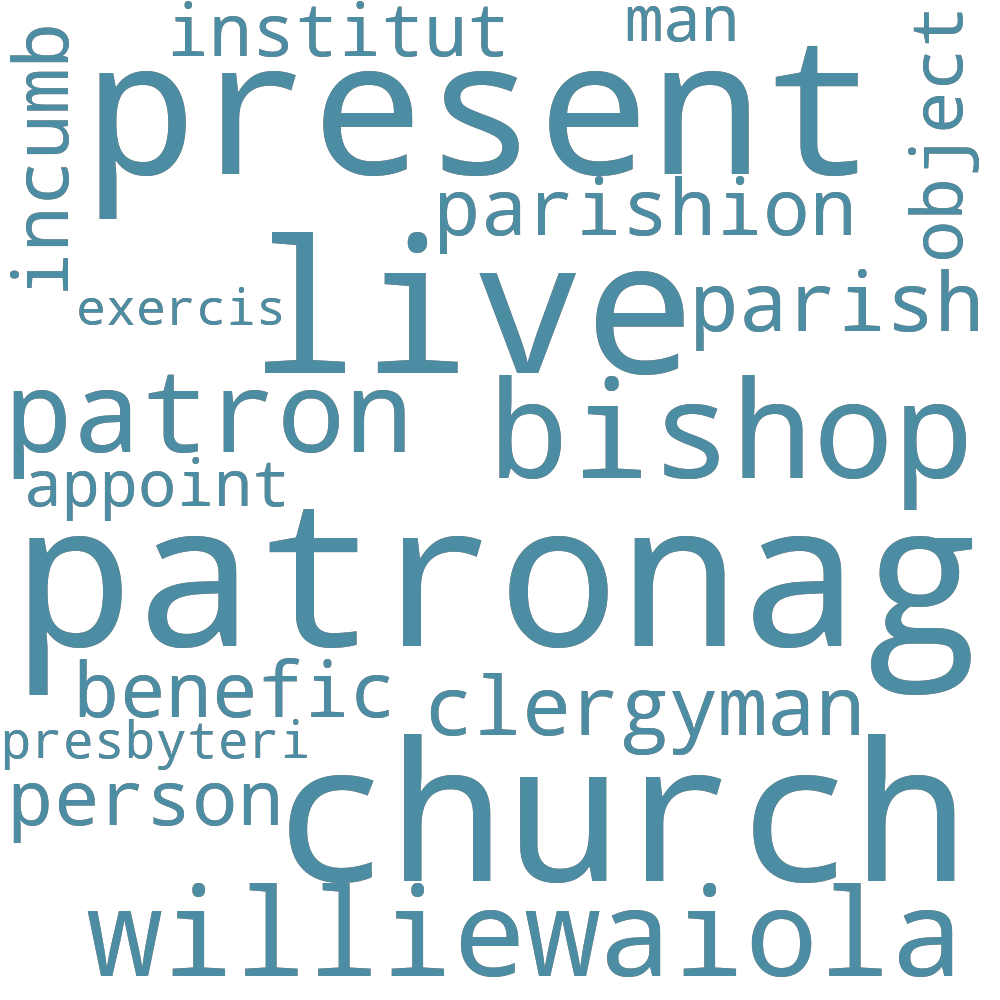 institut
man
incumb
present
object
parishion
live
exercis
parish
patron
bishop
appoint
patronag
benefic
clergyman
presbyteri
person
church
williewaiola